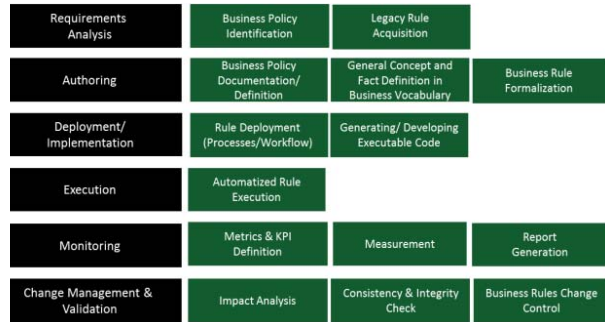 Requirements
Analysis
Business Policy
Identification
Legacy Rule
Acquisition
Authoring
Business Policy
Documentation/
Definition
General Concept and
Fact Definition in
Business Vocabulary
Business Rule
Formalization
Deployment/
Implementation
Rule Deployment
(Processes/Workflow)
Generating/ Developing
Executable Code
Execution
Automatized Rule
Execution
Monitoring
Metrics & KPI
Definition
Measurement
Report
Generation
Change Management &
Validation
Impact Analysis
Consistency & Integrity
Check
Business Rules Change
Control